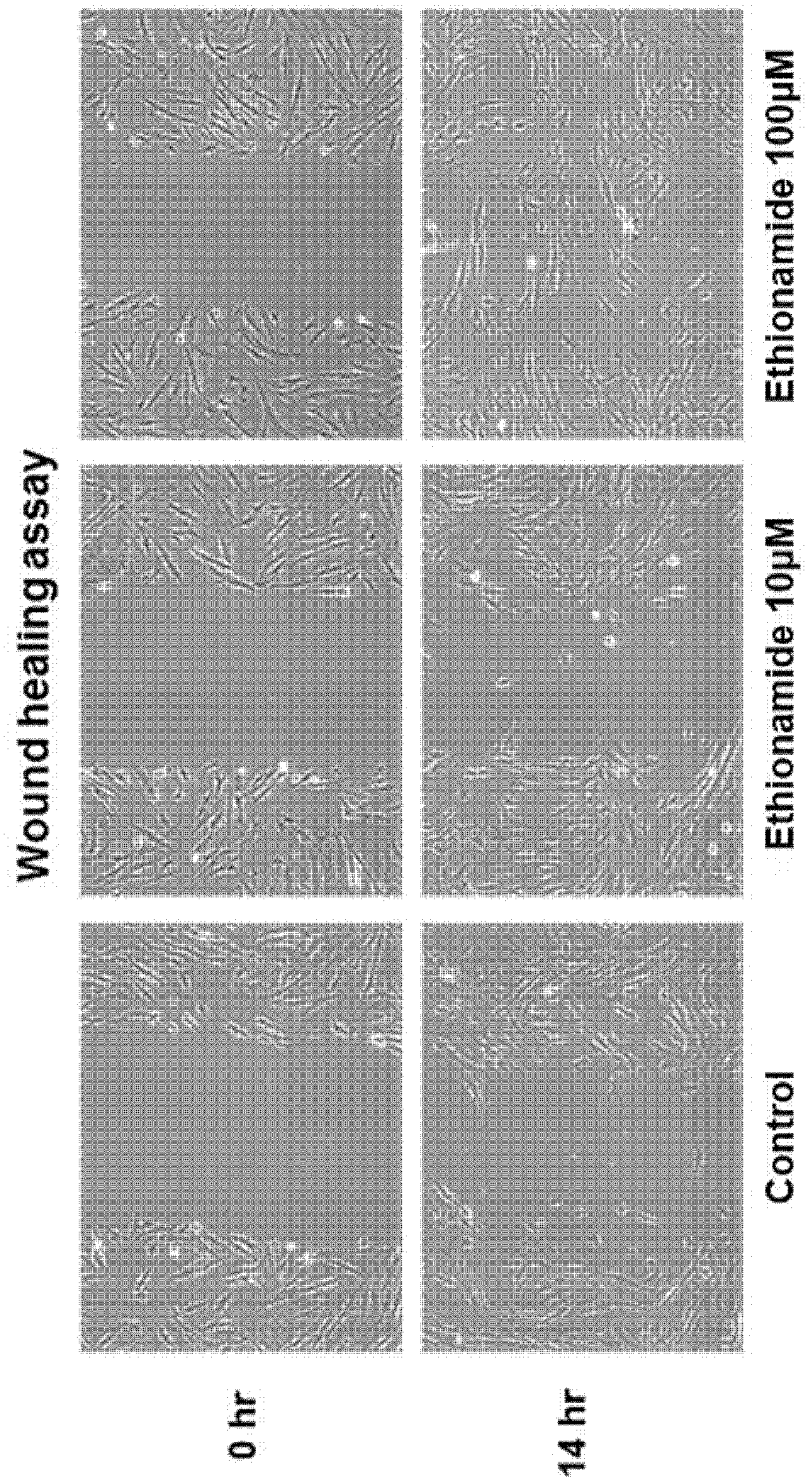 Wound healing assay
0 hr
14 hr
Control
Ethionamide 10µM
Ethionamide 100µM